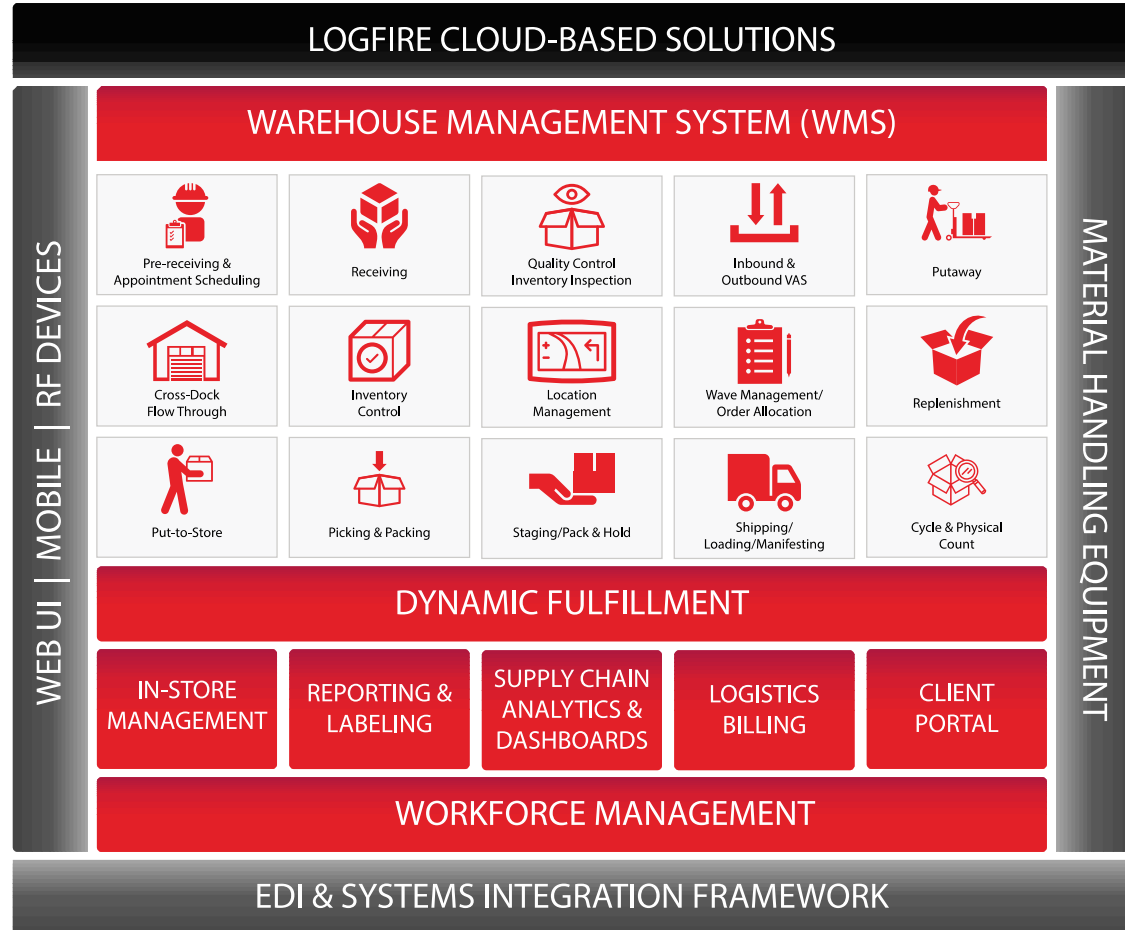 LOGFIRE CLOUD-BASED SOLUTIONS
WEB UI | MOBILE | RF DEVICES
WAREHOUSE MANAGEMENT SYSTEM (WMS)
Pre-receiving &
Appointment Scheduling
Receiving
Quality Control
Inventory Inspection
Inbound &
Outbound VAS
Putaway
Cross-Dock
Flow Through
Inventory
Control
Location
Management
Wave Management/
Order Allocation
Replenishment
Put-to-Store
Picking & Packing
Staging/Pack & Hold
Shipping/
Loading/Manifesting
Cycle & Physical
Count
DYNAMIC FULFILLMENT
IN-STORE
MANAGEMENT
REPORTING &
LABELING
SUPPLY CHAIN
ANALYTICS &
DASHBOARDS
LOGISTICS
BILLING
CLIENT
PORTAL
WORKFORCE MANAGEMENT
MATERIAL HANDLING EQUIPMENT
EDI & SYSTEMS INTEGRATION FRAMEWORK